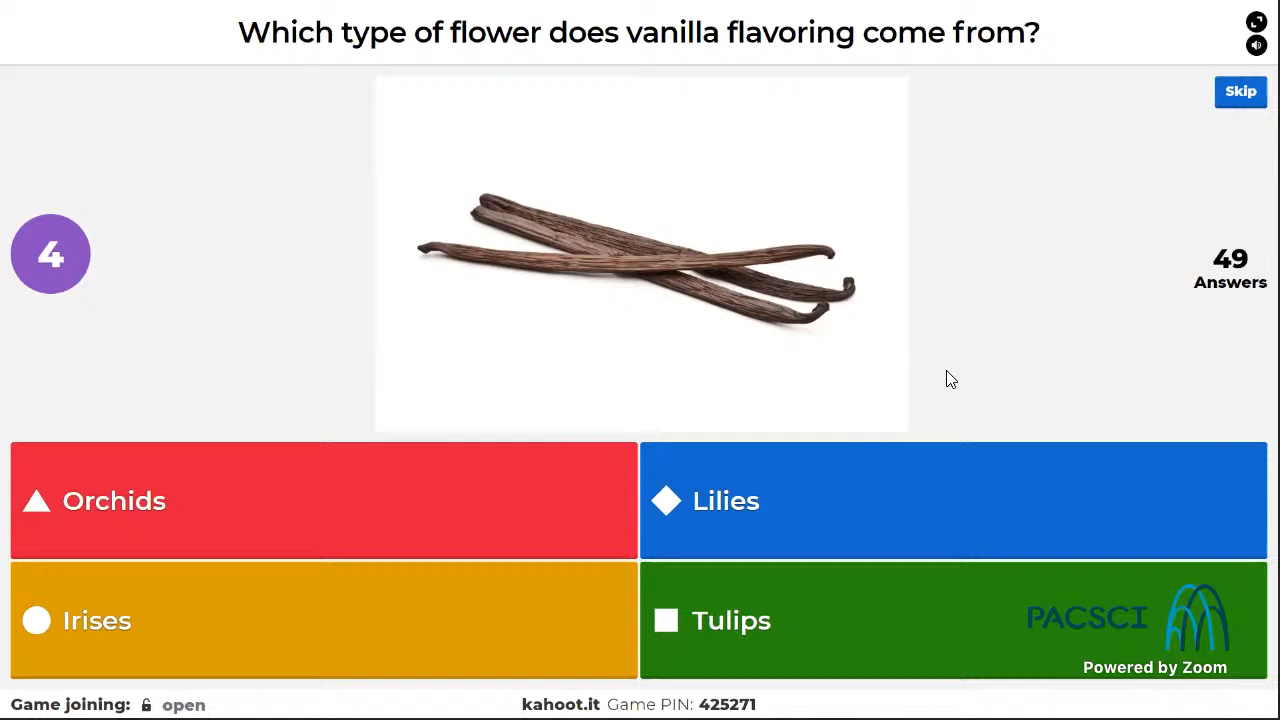 Which type of flower does vanilla flavoring come from?
Skip
4
49
Answers
Orchids
Lilies
Irises
Tulips
PACSCI
Powered by Zoom
Game joining: open
kahoot.it Game PIN: 425271